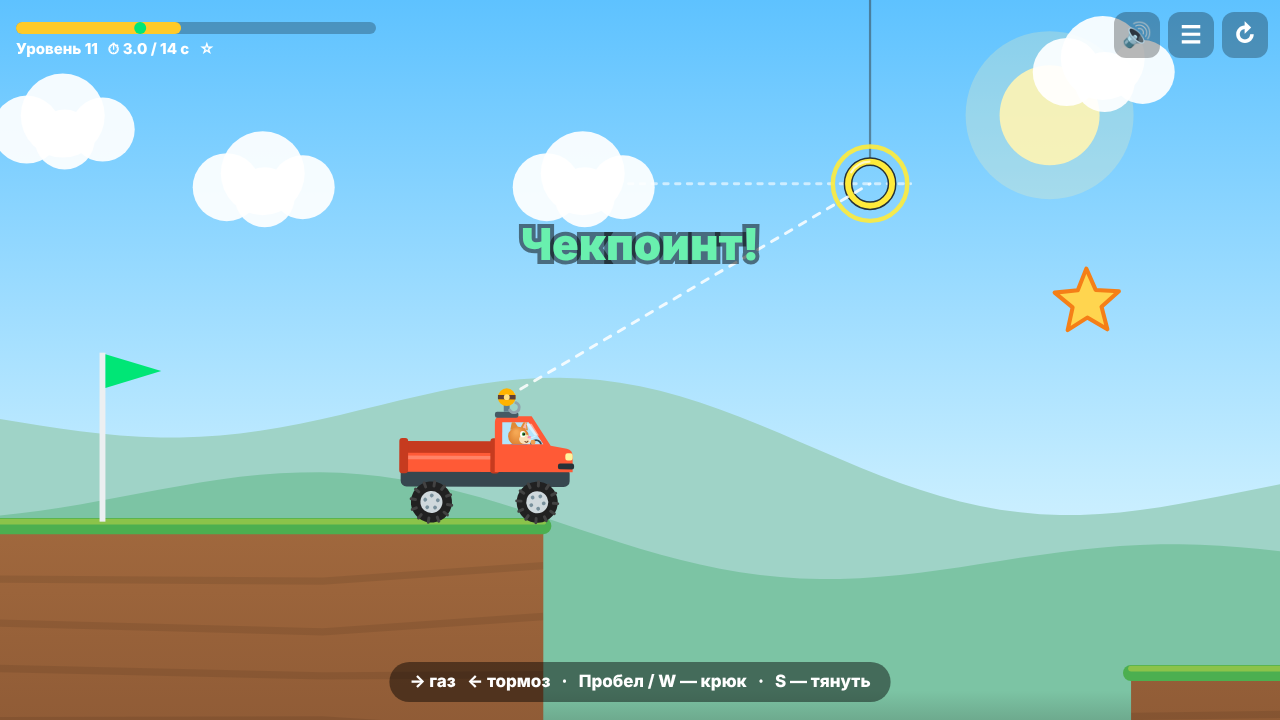 Уровень 11 ⏱ 3.0 / 14 с ☆
Чекпоинт!
→ газ ← тормоз · Пробел / W — крюк · S — тянуть